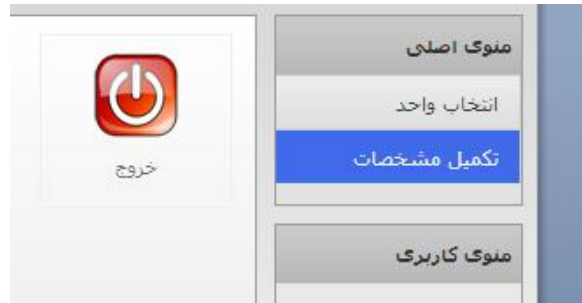 منوی اصلی
انتخاب واحد
تکمیل مشخصات
منوی کاربری
خروج